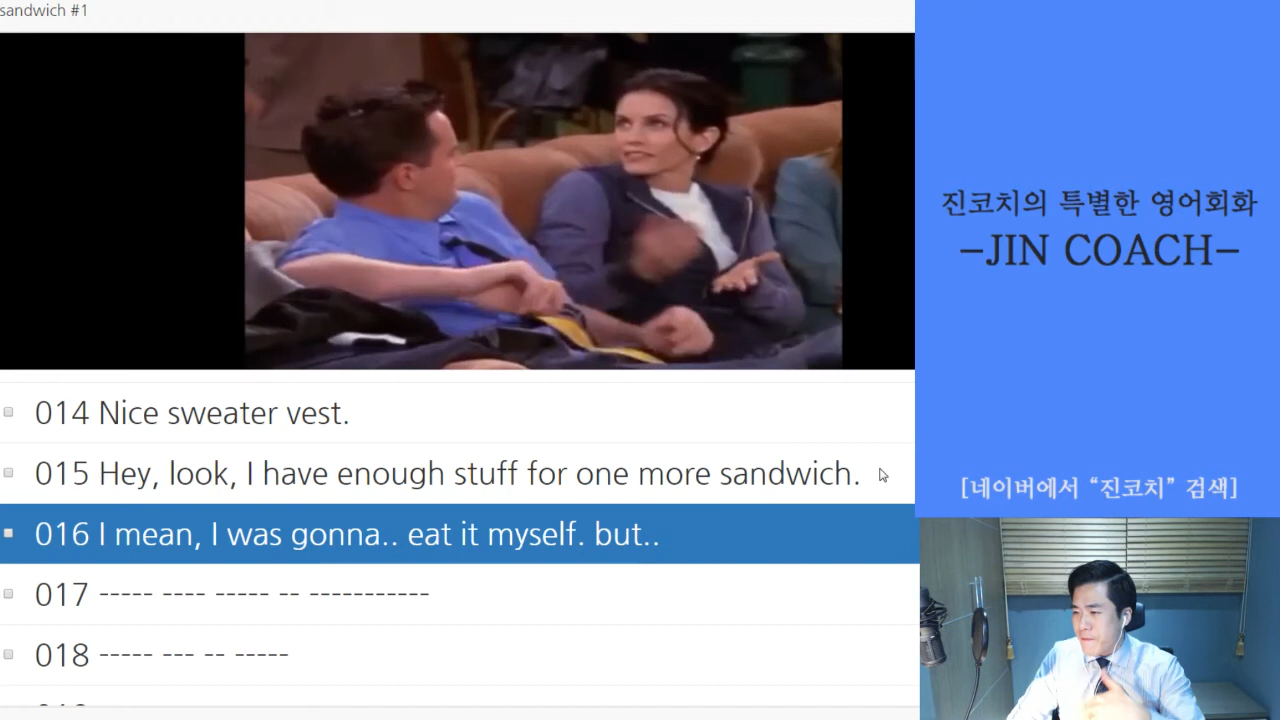 sandwich #1
014 Nice sweater vest.
015 Hey, look, I have enough stuff for one more sandwich.
016 I mean, I was gonna.. eat it myself. but..
017 ----- ---- ----- -- -----------
018 ----- --- -- -----
진코치의 특별한 영어회화
–JIN COACH–
[네이버에서 “진코치” 검색]